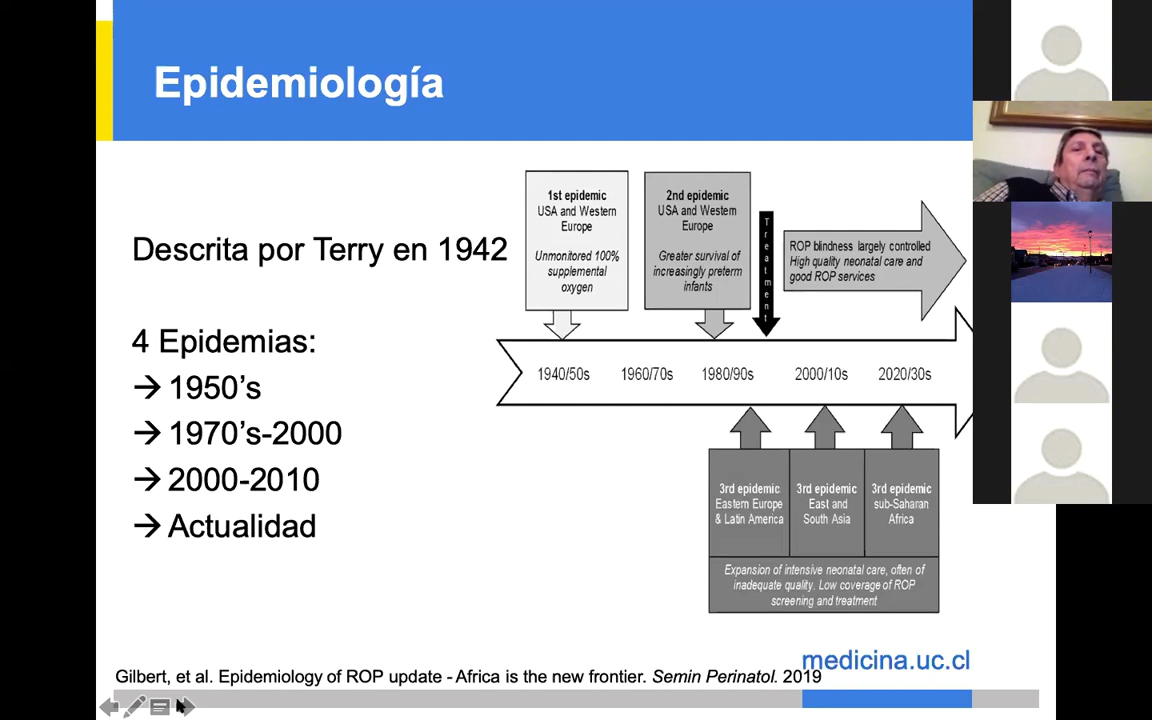 Epidemiología
Descrita por Terry en 1942
4 Epidemias:
→ 1950’s
→ 1970’s-2000
→ 2000-2010
→ Actualidad
1st epidemic
USA and Western
Europe
Unmonitored 100%
supplemental
oxygen
2nd epidemic
USA and Western
Europe
Greater survival of
increasingly preterm
infants
Treatment
ROP blindness largely controlled
High quality neonatal care and
good ROP services
1940/50s 1960/70s 1980/90s 2000/10s 2020/30s
3rd epidemic
Eastern Europe
& Latin America
3rd epidemic
East and
South Asia
3rd epidemic
sub-Saharan
Africa
Expansion of intensive neonatal care, often of
inadequate quality. Low coverage of ROP
screening and treatment
medicina.uc.cl
Gilbert, et al. Epidemiology of ROP update - Africa is the new frontier. Semin Perinatol. 2019